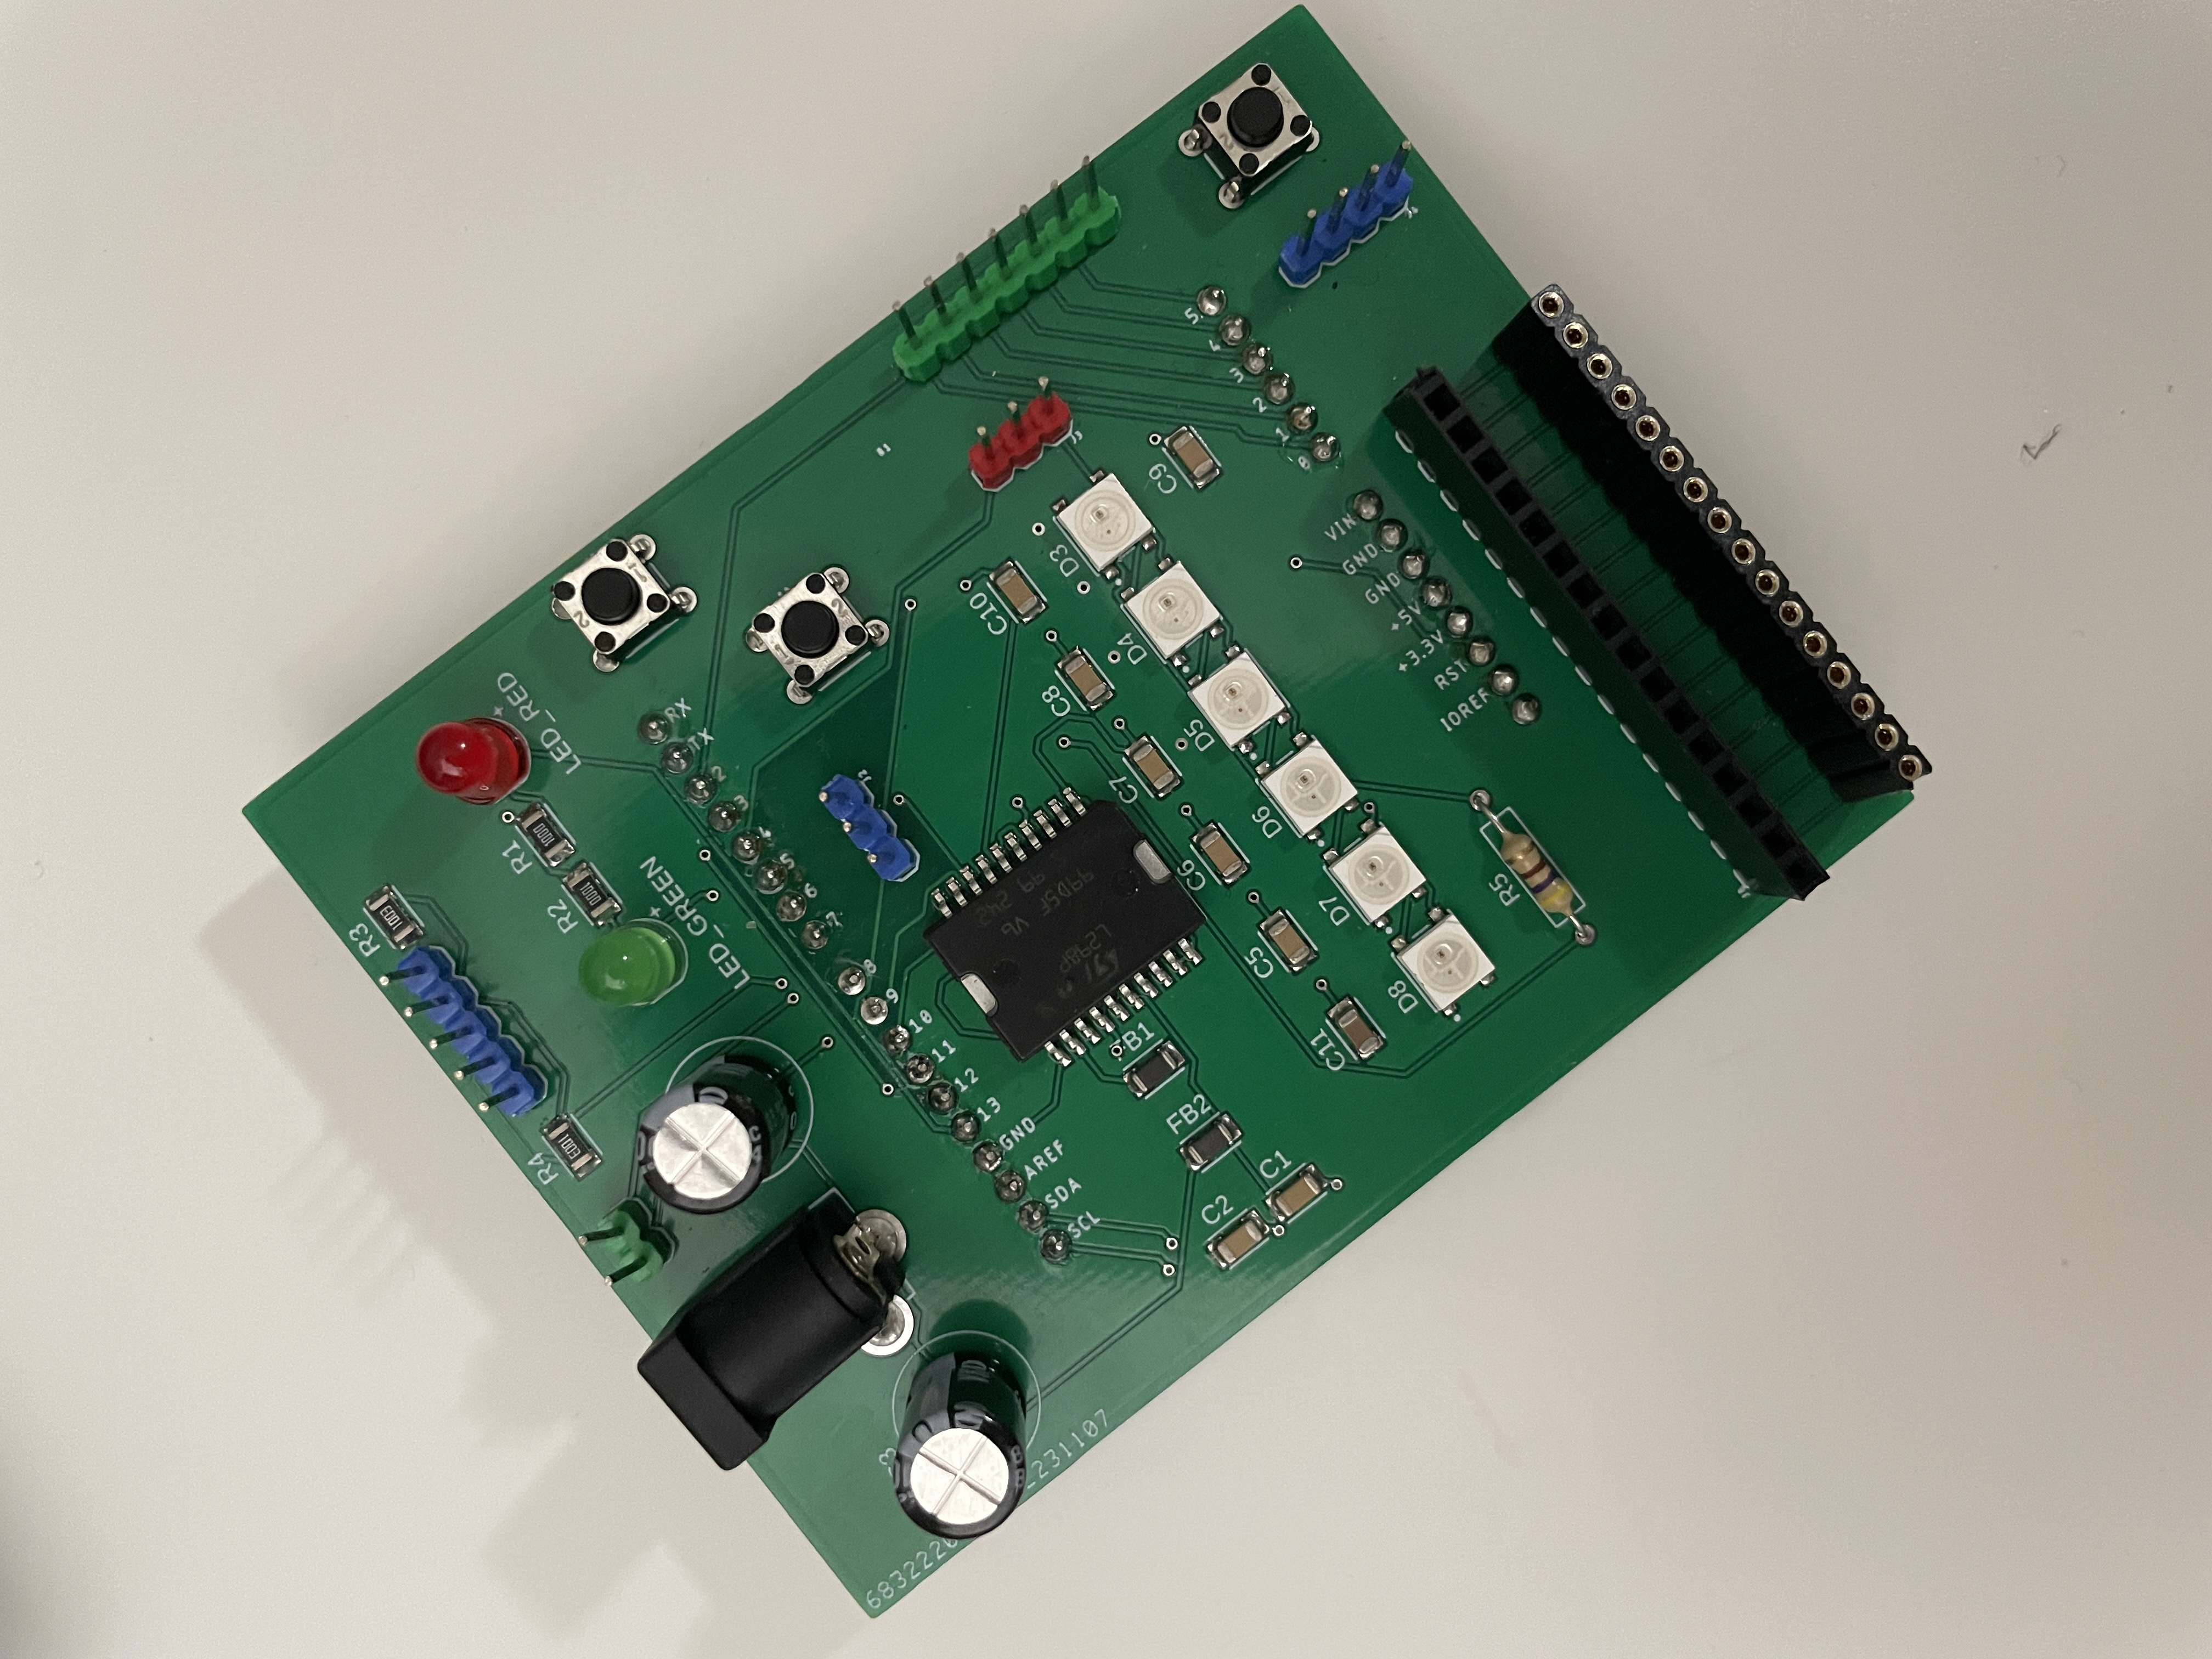 R3
1003
R4
1003
R1
1000
R2
1000
LED_RED
LED_GREEN
RX
TX
2
3
4
5
6
7
8
9
10
11
12
13
GND
AREF
SDA
SCL
J2
J3
L298P
C10
C8
C7
C6
C5
C11
C9
FB1
FB2
C2
C1
D3
D4
D5
D6
D7
D8
R5
5
4
3
2
1
0
VIN
GND
GND
+5V
+3.3V
RST
IOREF
231107